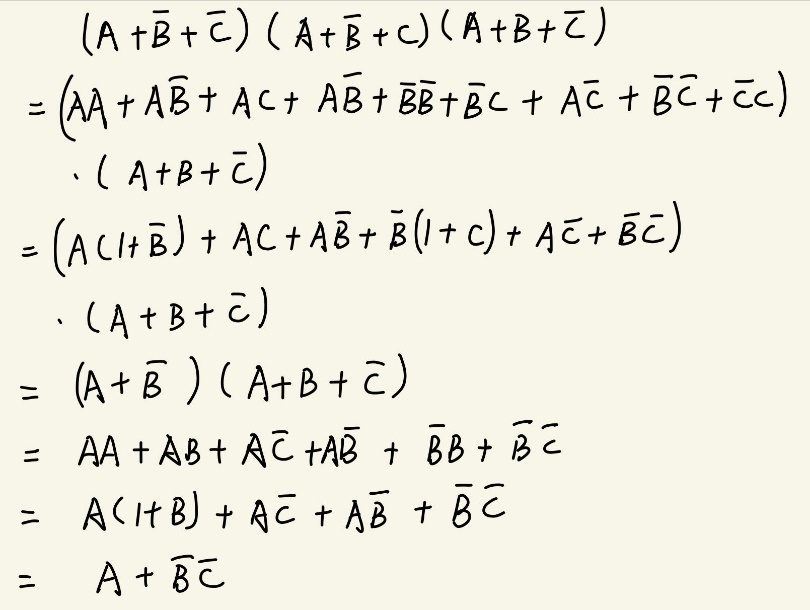 (A + B̅ + C̅) (A + B̅ + C) (A + B + C̅)
= (AA + AB̅ + AC + AB̅ + B̅B̅ + B̅C + AC̅ + B̅C̅ + C̅C)
· (A + B + C̅)
= (A(1+B̅) + AC + AB̅ + B̅(1+C) + AC̅ + B̅C̅)
· (A + B + C̅)
= (A + B̅) (A + B + C̅)
= AA + AB + AC̅ + AB̅ + B̅B + B̅C̅
= A(1+B) + AC̅ + AB̅ + B̅C̅
= A + B̅C̅